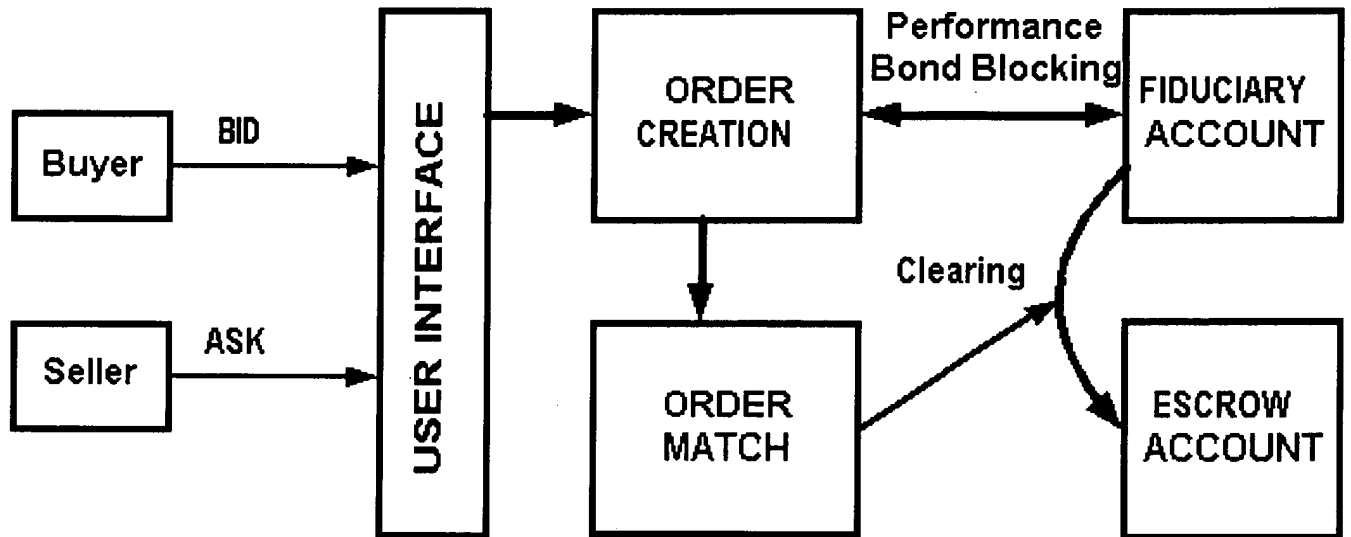 Buyer
BID
Seller
ASK
USER INTERFACE
ORDER
CREATION
Performance
Bond Blocking
FIDUCIARY
ACCOUNT
ORDER
MATCH
Clearing
ESCROW
ACCOUNT